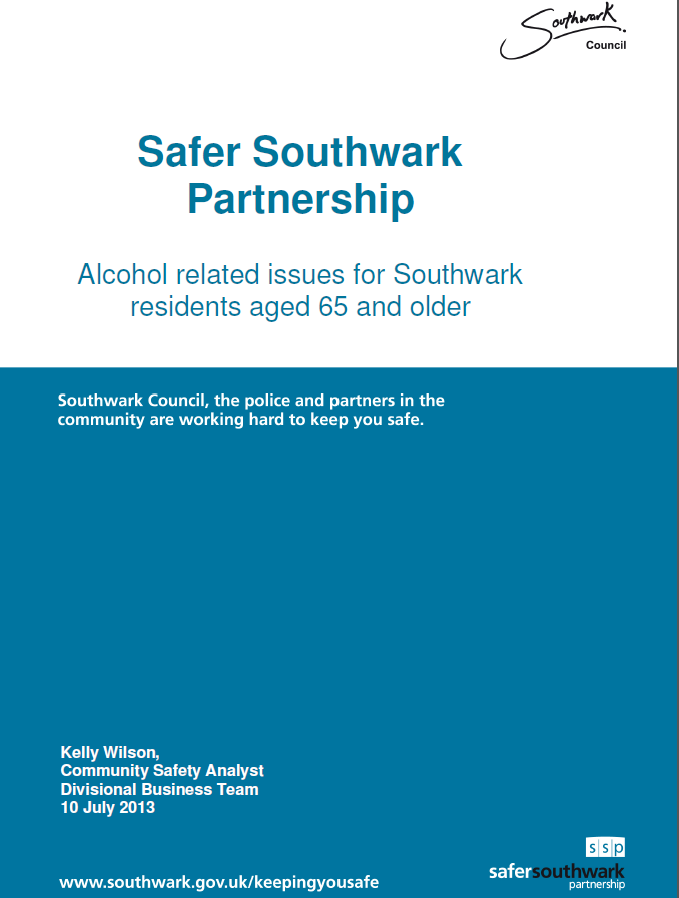 Southwark
Council
Safer Southwark
Partnership
Alcohol related issues for Southwark
residents aged 65 and older
Southwark Council, the police and partners in the
community are working hard to keep you safe.
Kelly Wilson,
Community Safety Analyst
Divisional Business Team
10 July 2013
ssp
safersouthwark
partnership
www.southwark.gov.uk/keepingyousafe